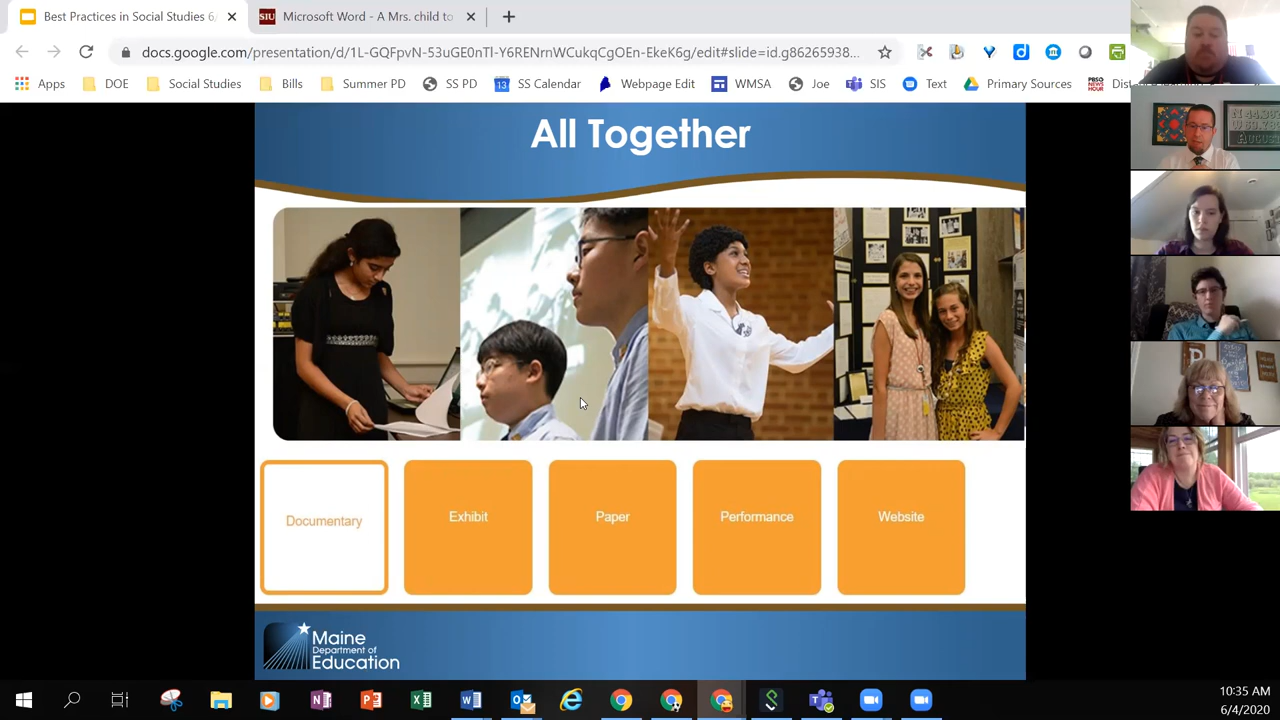 Best Practices in Social Studies 6
SIU
Microsoft Word - A Mrs. child to
docs.google.com/presentation/d/1L-GQFpvN-53uGE0nTl-Y6RENrnWCukqCgOEn-EkeK6g/edit#slide=id.g86265938...
Apps DOE Social Studies Bills Summer PD S PD SS Calendar Webpage Edit WMSA Joe SIS Text Primary Sources
All Together
Documentary
Exhibit
Paper
Performance
Website
Maine
Department of
Education
10:35 AM
6/4/2020